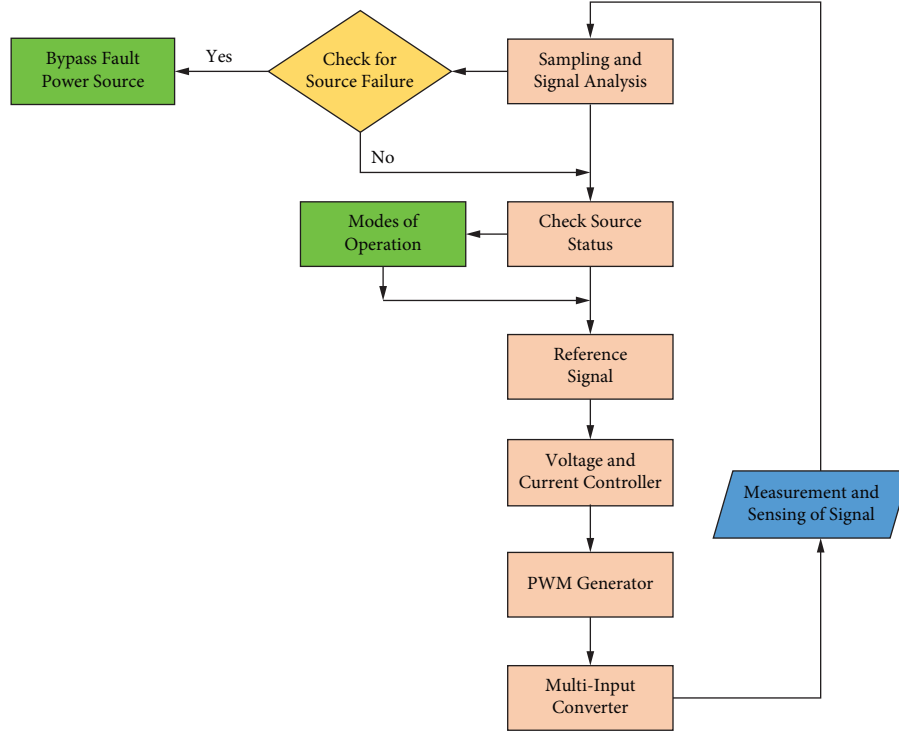 Bypass Fault
Power Source
Yes
Check for
Source Failure
Sampling and
Signal Analysis
No
Modes of
Operation
Check Source
Status
Reference
Signal
Voltage and
Current Controller
Measurement and
Sensing of Signal
PWM Generator
Multi-Input
Converter